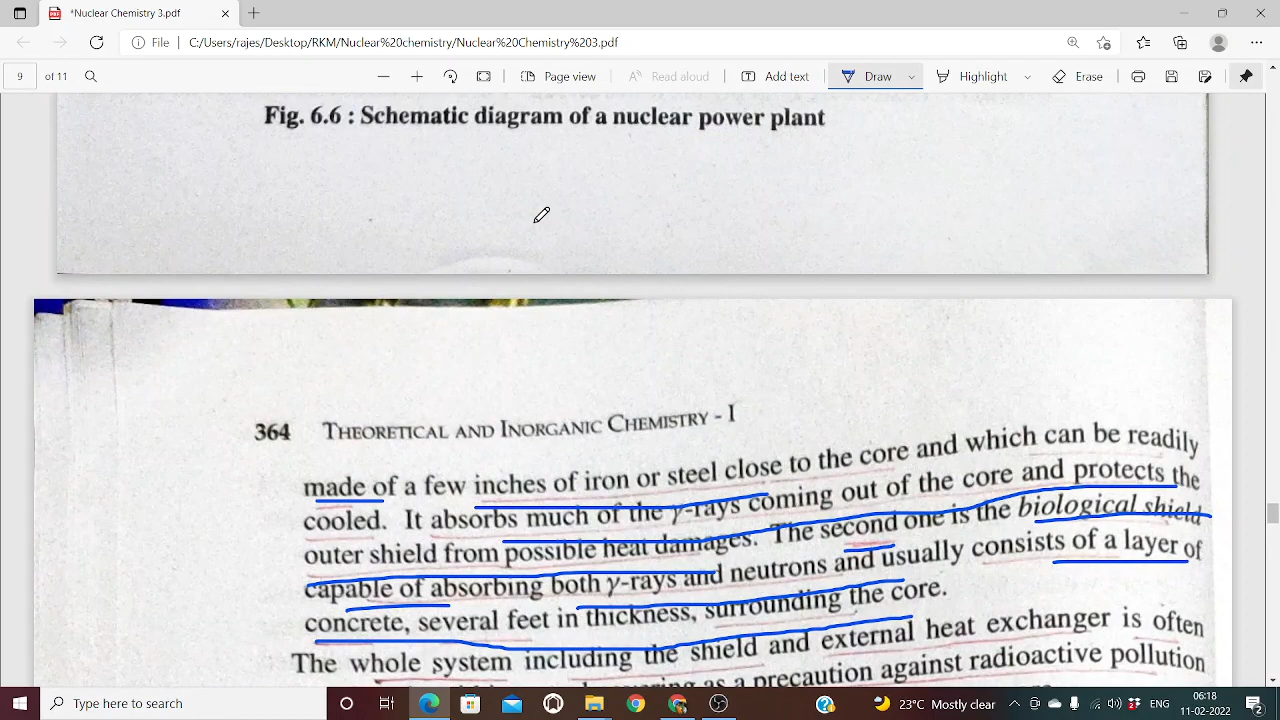 *Nuclear Chemistry 3.pdf
File
C:/Users/rajes/Desktop/RKM/Nuclear%20chemistry/Nuclear%20Chemistry%203.pdf
9 of 11
Page view
Read aloud
Add text
Draw
Highlight
Erase
Fig. 6.6 : Schematic diagram of a nuclear power plant
364 THEORETICAL AND INORGANIC CHEMISTRY - I
made of a few inches of iron or steel close to the core and which can be readily
cooled. It absorbs much of the γ-rays coming out of the core and protects the
outer shield from possible heat damages. The second one is the biological shield
capable of absorbing both γ-rays and neutrons and usually consists of a layer of
concrete, several feet in thickness, surrounding the core.
The whole system including the shield and external heat exchanger is often
as a precaution against radioactive pollution
Type here to search
23°C Mostly clear
ENG
06:18
11-02-2022
2